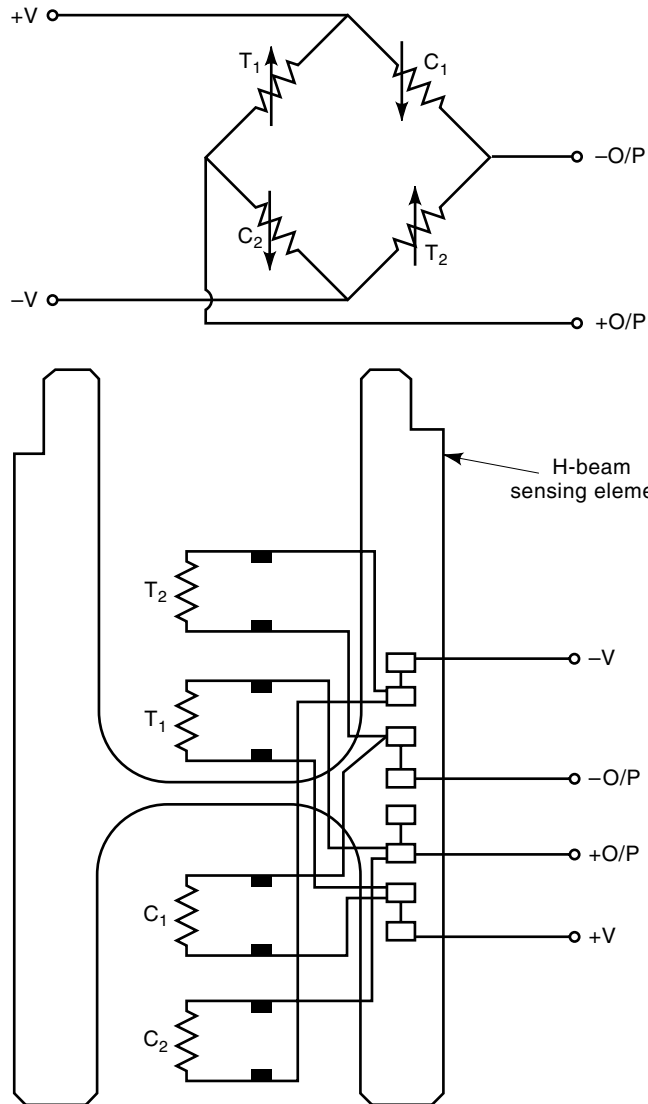 +V
T₁
C₁
–O/P
C₂
T₂
–V
+O/P
H-beam
sensing eleme
T₂
–V
T₁
–O/P
+O/P
C₁
+V
C₂